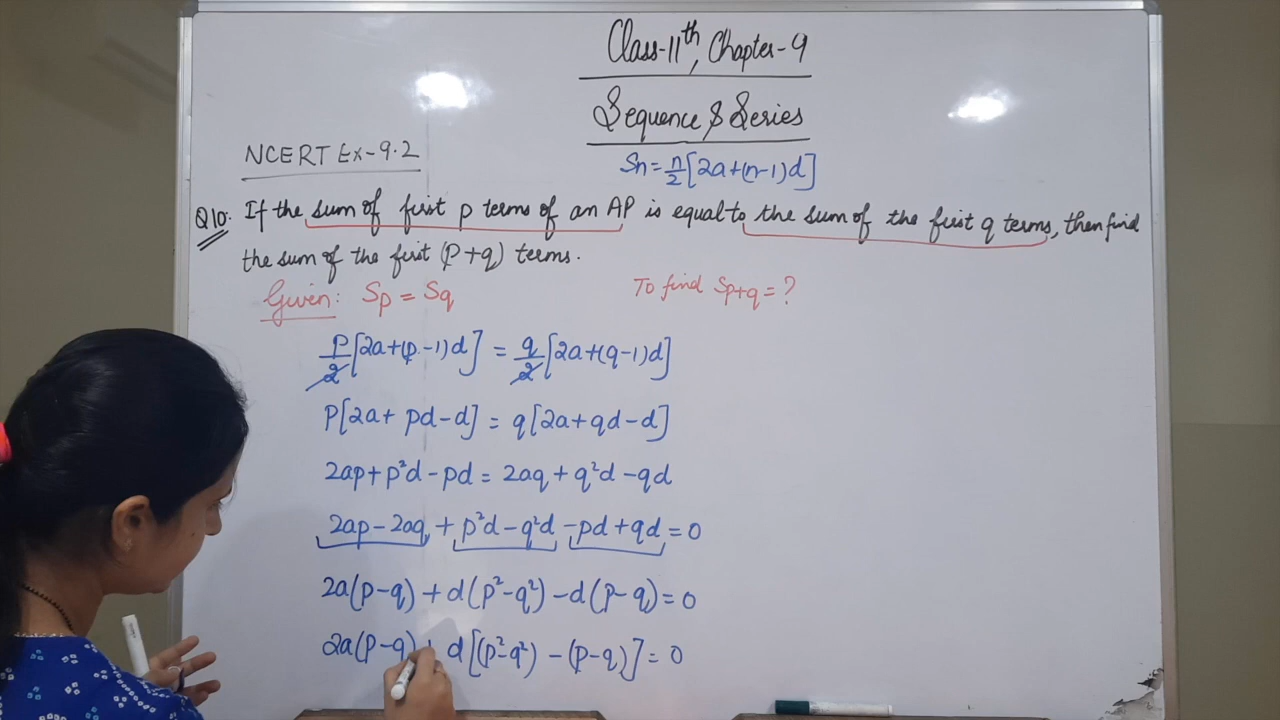 Class-11th, Chapter-9
Sequence & Series
NCERT Ex-9.2
Sn = n/2 [2a+(n-1)d]
Q10. If the sum of first p terms of an AP is equal to the sum of the first q terms, then find
the sum of the first (p+q) terms.
Given: Sp = Sq
To find Sp+q = ?
p/2 [2a+(p-1)d] = q/2 [2a+(q-1)d]
p[2a+ pd-d] = q[2a+qd-d]
2ap+p²d-pd = 2aq+q²d-qd
2ap-2aq+p²d-q²d-pd+qd=0
2a(p-q)+d(p²-q²)-d(p-q)=0
2a(p-q)+d[(p²-q²)-(p-q)]=0